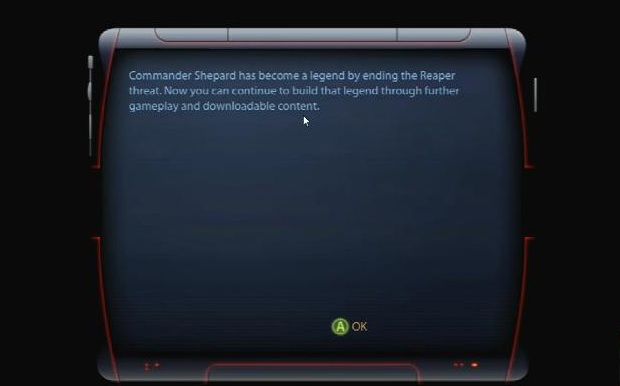 Commander Shepard has become a legend by ending the Reaper
threat. Now you can continue to build that legend through further
gameplay and downloadable content.
A OK